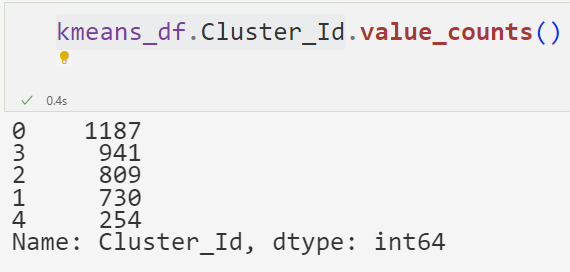 kmeans_df.Cluster_Id.value_counts()
0.4s
0    1187
3     941
2     809
1     730
4     254
Name: Cluster_Id, dtype: int64